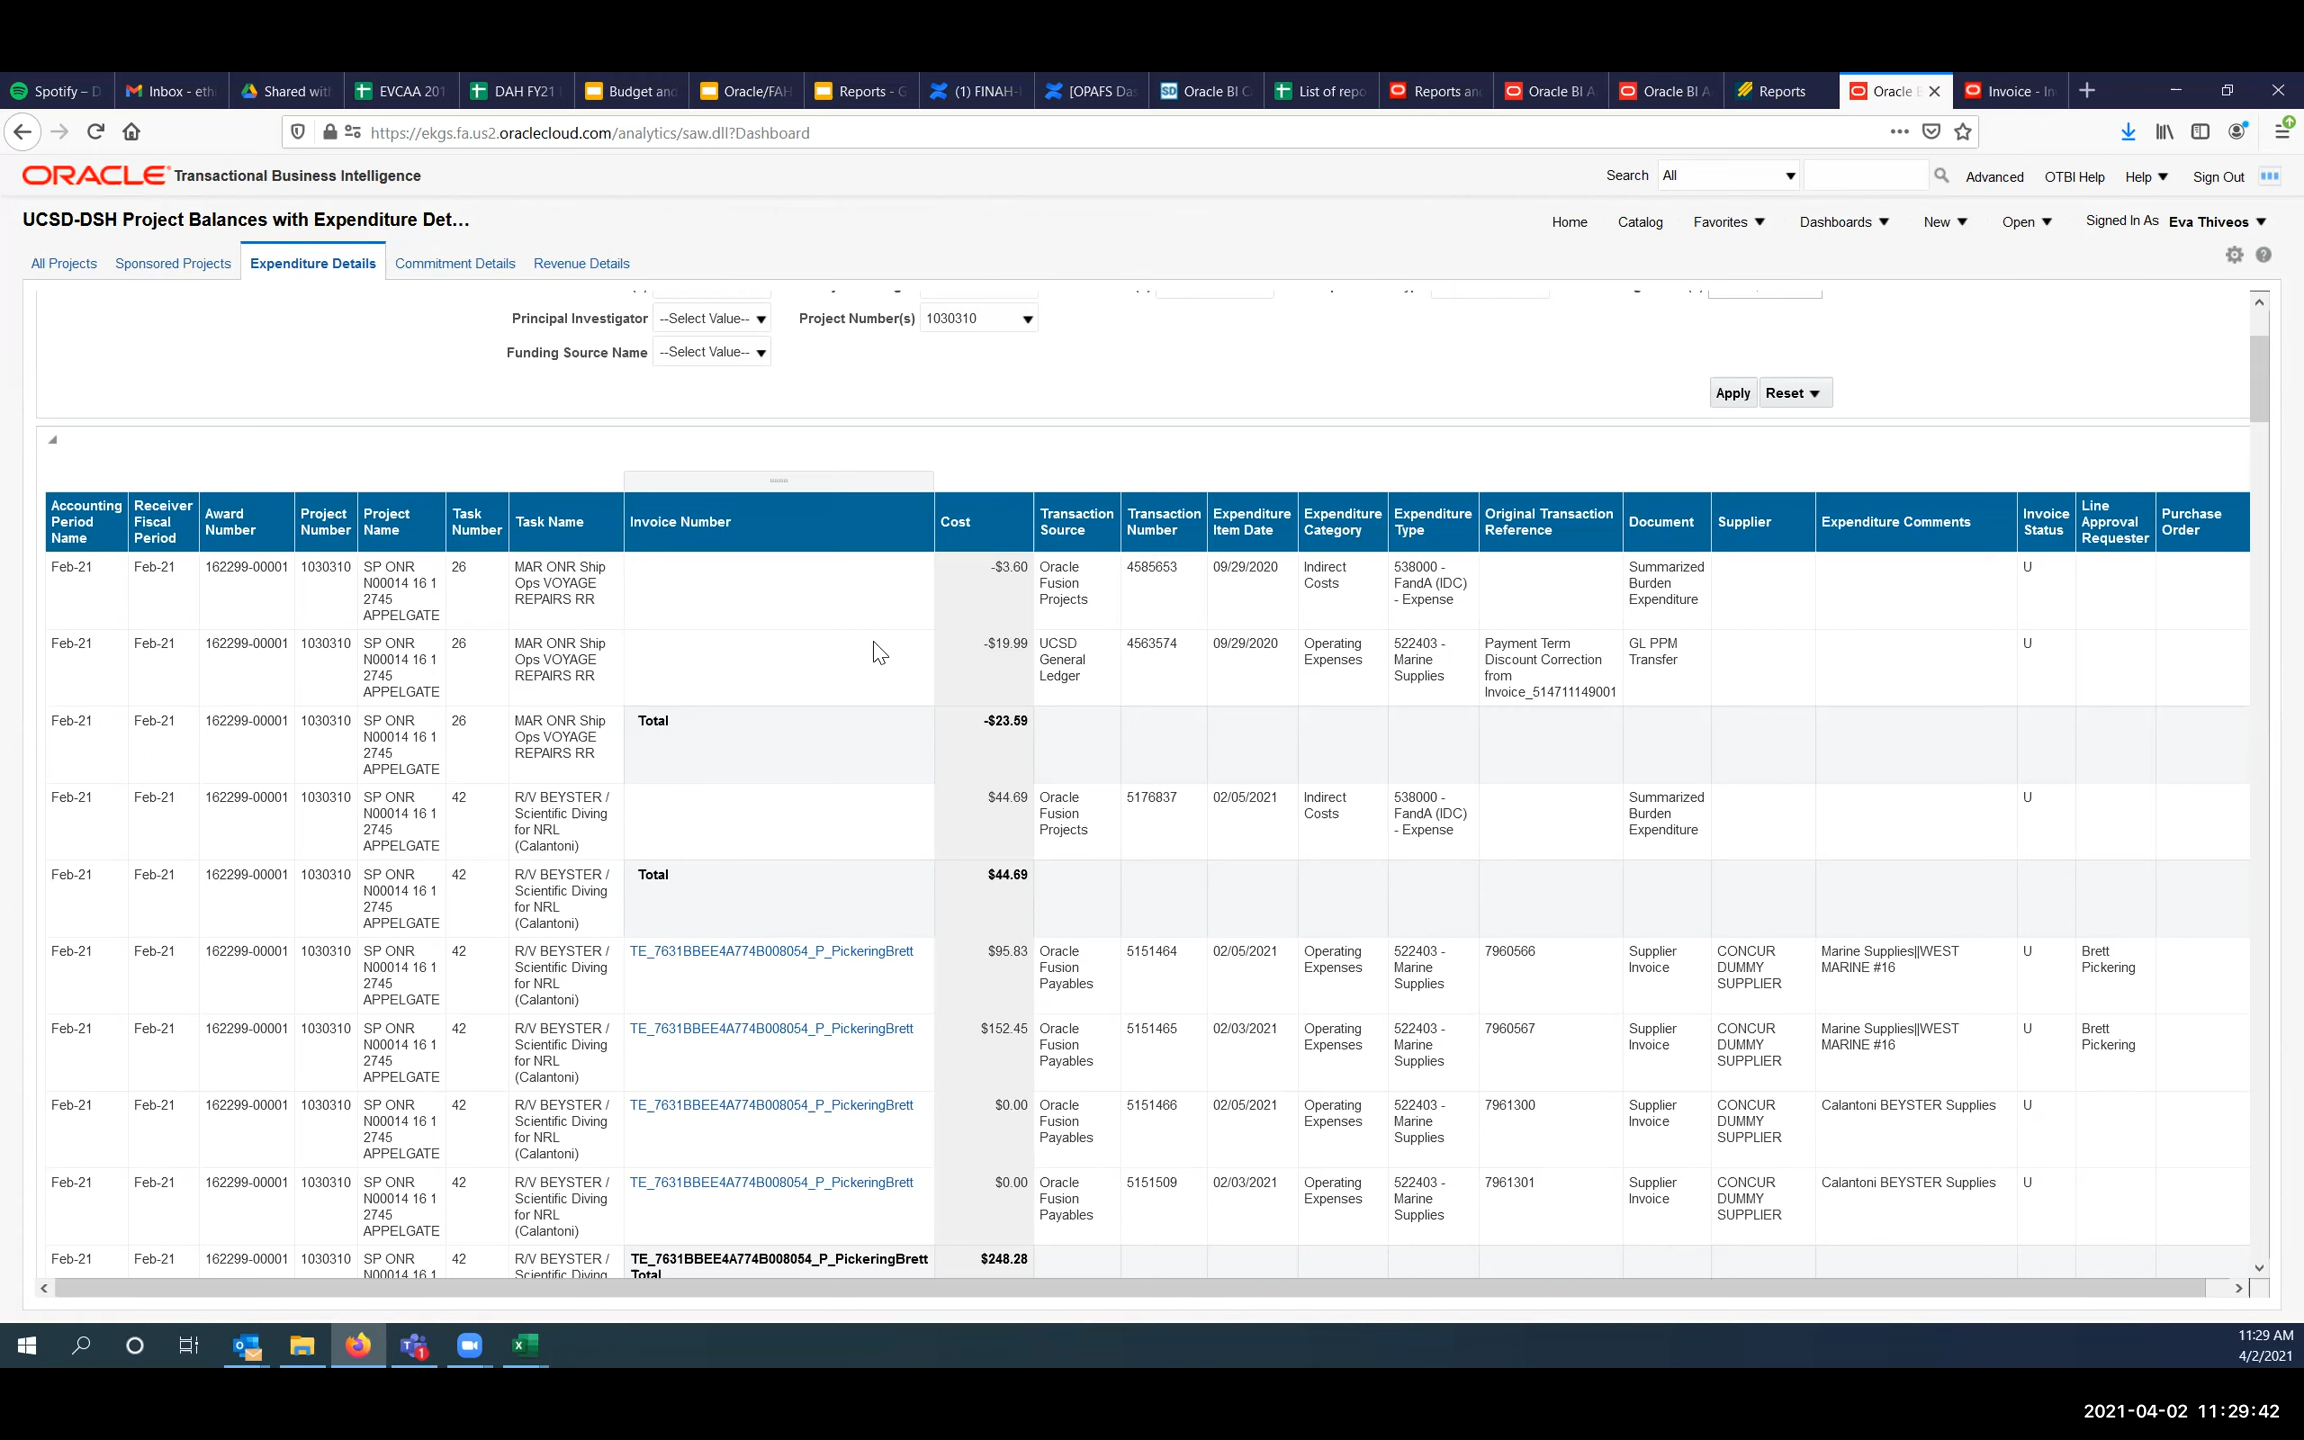 Spotify – D
Inbox - eth
Shared with
EVCAA 201
DAH FY21
Budget and
Oracle/FAH
Reports - G
(1) FINAH-
[OPAFS Das
Oracle BI C
List of repo
Reports and
Oracle BI A
Oracle BI A
Reports
Oracle B
Invoice - In
https://ekgs.fa.us2.oraclecloud.com/analytics/saw.dll?Dashboard
ORACLE Transactional Business Intelligence
Search All Advanced OTBI Help Help Sign Out
UCSD-DSH Project Balances with Expenditure Det...
Home Catalog Favorites Dashboards New Open Signed In As Eva Thiveos
All Projects Sponsored Projects Expenditure Details Commitment Details Revenue Details
Principal Investigator --Select Value-- Project Number(s) 1030310
Funding Source Name --Select Value--
Apply Reset
Accounting Period Name Receiver Fiscal Period Award Number Project Number Project Name Task Number Task Name Invoice Number Cost Transaction Source Transaction Number Expenditure Item Date Expenditure Category Expenditure Type Original Transaction Reference Document Supplier Expenditure Comments Invoice Status Line Approval Requester Purchase Order
Feb-21 Feb-21 162299-00001 1030310 SP ONR N00014 16 1 2745 APPELGATE 26 MAR ONR Ship Ops VOYAGE REPAIRS RR -$3.60 Oracle Fusion Projects 4585653 09/29/2020 Indirect Costs 538000 - FandA (IDC) - Expense Summarized Burden Expenditure U
Feb-21 Feb-21 162299-00001 1030310 SP ONR N00014 16 1 2745 APPELGATE 26 MAR ONR Ship Ops VOYAGE REPAIRS RR -$19.99 UCSD General Ledger 4563574 09/29/2020 Operating Expenses 522403 - Marine Supplies Payment Term Discount Correction from Invoice_514711149001 GL PPM Transfer U
Feb-21 Feb-21 162299-00001 1030310 SP ONR N00014 16 1 2745 APPELGATE 26 MAR ONR Ship Ops VOYAGE REPAIRS RR Total -$23.59
Feb-21 Feb-21 162299-00001 1030310 SP ONR N00014 16 1 2745 APPELGATE 42 R/V BEYSTER / Scientific Diving for NRL (Calantoni) $44.69 Oracle Fusion Projects 5176837 02/05/2021 Indirect Costs 538000 - FandA (IDC) - Expense Summarized Burden Expenditure U
Feb-21 Feb-21 162299-00001 1030310 SP ONR N00014 16 1 2745 APPELGATE 42 R/V BEYSTER / Scientific Diving for NRL (Calantoni) Total $44.69
Feb-21 Feb-21 162299-00001 1030310 SP ONR N00014 16 1 2745 APPELGATE 42 R/V BEYSTER / Scientific Diving for NRL (Calantoni) TE_7631BBEE4A774B008054_P_PickeringBrett $95.83 Oracle Fusion Payables 5151464 02/05/2021 Operating Expenses 522403 - Marine Supplies 7960566 Supplier Invoice CONCUR DUMMY SUPPLIER Marine Supplies||WEST MARINE #16 U Brett Pickering
Feb-21 Feb-21 162299-00001 1030310 SP ONR N00014 16 1 2745 APPELGATE 42 R/V BEYSTER / Scientific Diving for NRL (Calantoni) TE_7631BBEE4A774B008054_P_PickeringBrett $152.45 Oracle Fusion Payables 5151465 02/03/2021 Operating Expenses 522403 - Marine Supplies 7960567 Supplier Invoice CONCUR DUMMY SUPPLIER Marine Supplies||WEST MARINE #16 U Brett Pickering
Feb-21 Feb-21 162299-00001 1030310 SP ONR N00014 16 1 2745 APPELGATE 42 R/V BEYSTER / Scientific Diving for NRL (Calantoni) TE_7631BBEE4A774B008054_P_PickeringBrett $0.00 Oracle Fusion Payables 5151466 02/05/2021 Operating Expenses 522403 - Marine Supplies 7961300 Supplier Invoice CONCUR DUMMY SUPPLIER Calantoni BEYSTER Supplies U
Feb-21 Feb-21 162299-00001 1030310 SP ONR N00014 16 1 2745 APPELGATE 42 R/V BEYSTER / Scientific Diving for NRL (Calantoni) TE_7631BBEE4A774B008054_P_PickeringBrett $0.00 Oracle Fusion Payables 5151509 02/03/2021 Operating Expenses 522403 - Marine Supplies 7961301 Supplier Invoice CONCUR DUMMY SUPPLIER Calantoni BEYSTER Supplies U
Feb-21 Feb-21 162299-00001 1030310 SP ONR N00014 16 1 42 R/V BEYSTER / Scientific Diving TE_7631BBEE4A774B008054_P_PickeringBrett Total $248.28
11:29 AM
4/2/2021
2021-04-02 11:29:42